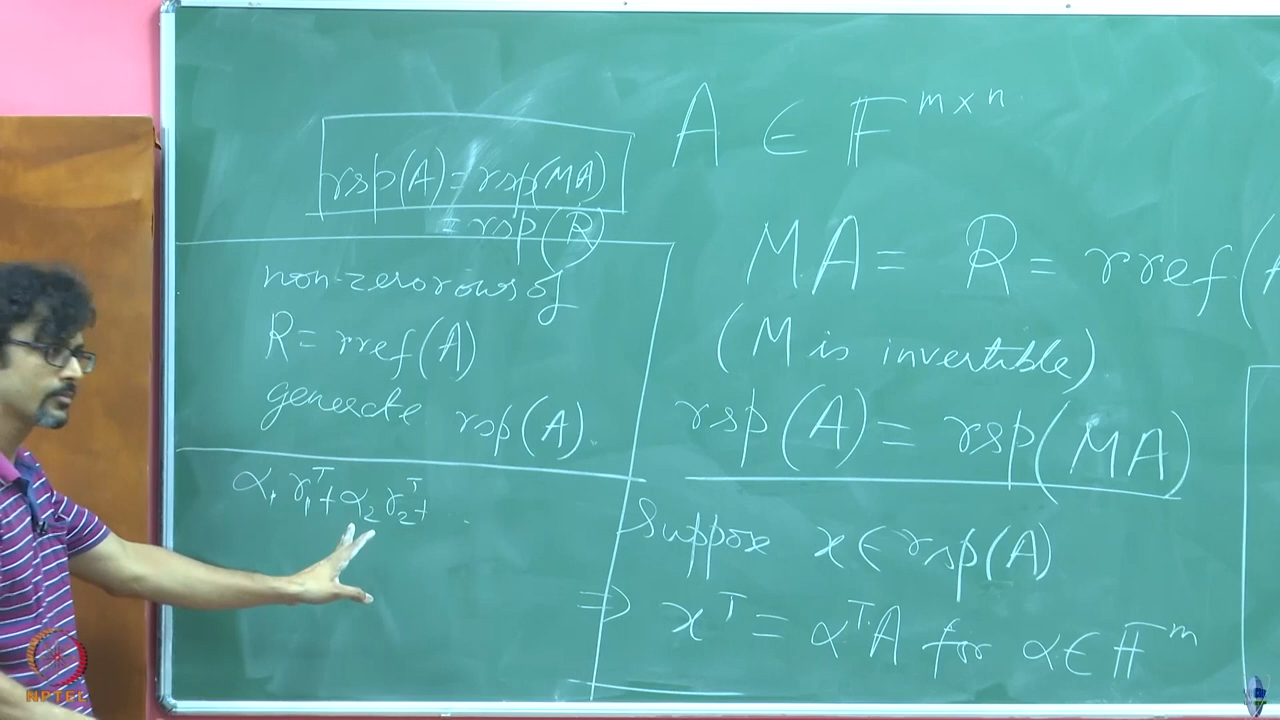 rsp(A) = rsp(MA)
= rsp(R)
non-zero rows of
R = rref(A)
generate rsp(A).
α₁ r₁ᵀ + α₂ r₂ᵀ +
A ∈ 𝔽^{m×n}
MA = R = rref(A
(M is invertible)
rsp(A) = rsp(MA)
Suppose x ∈ rsp(A)
⇒ xᵀ = αᵀA for α ∈ 𝔽^m
NPTEL